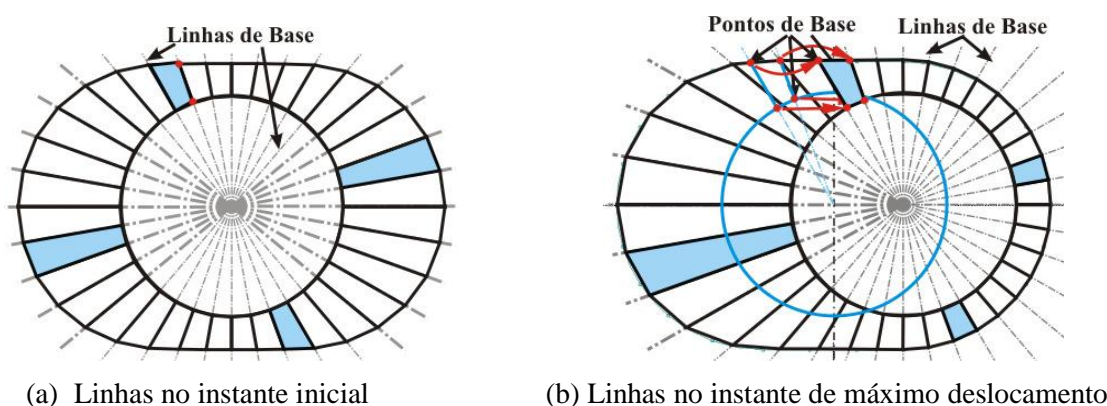 Linhas de Base
Pontos de Base
Linhas de Base
(a) Linhas no instante inicial
(b) Linhas no instante de máximo deslocamento